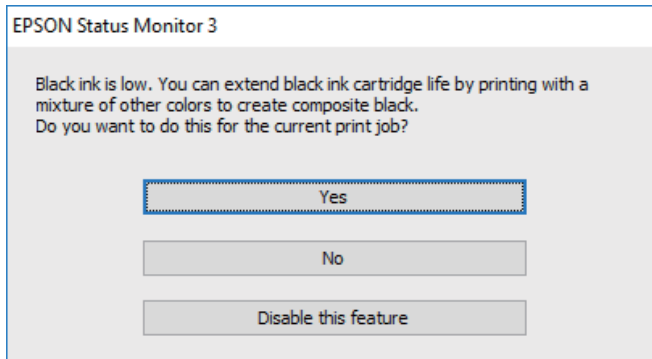 EPSON Status Monitor 3
Black ink is low. You can extend black ink cartridge life by printing with a
mixture of other colors to create composite black.
Do you want to do this for the current print job?
Yes
No
Disable this feature